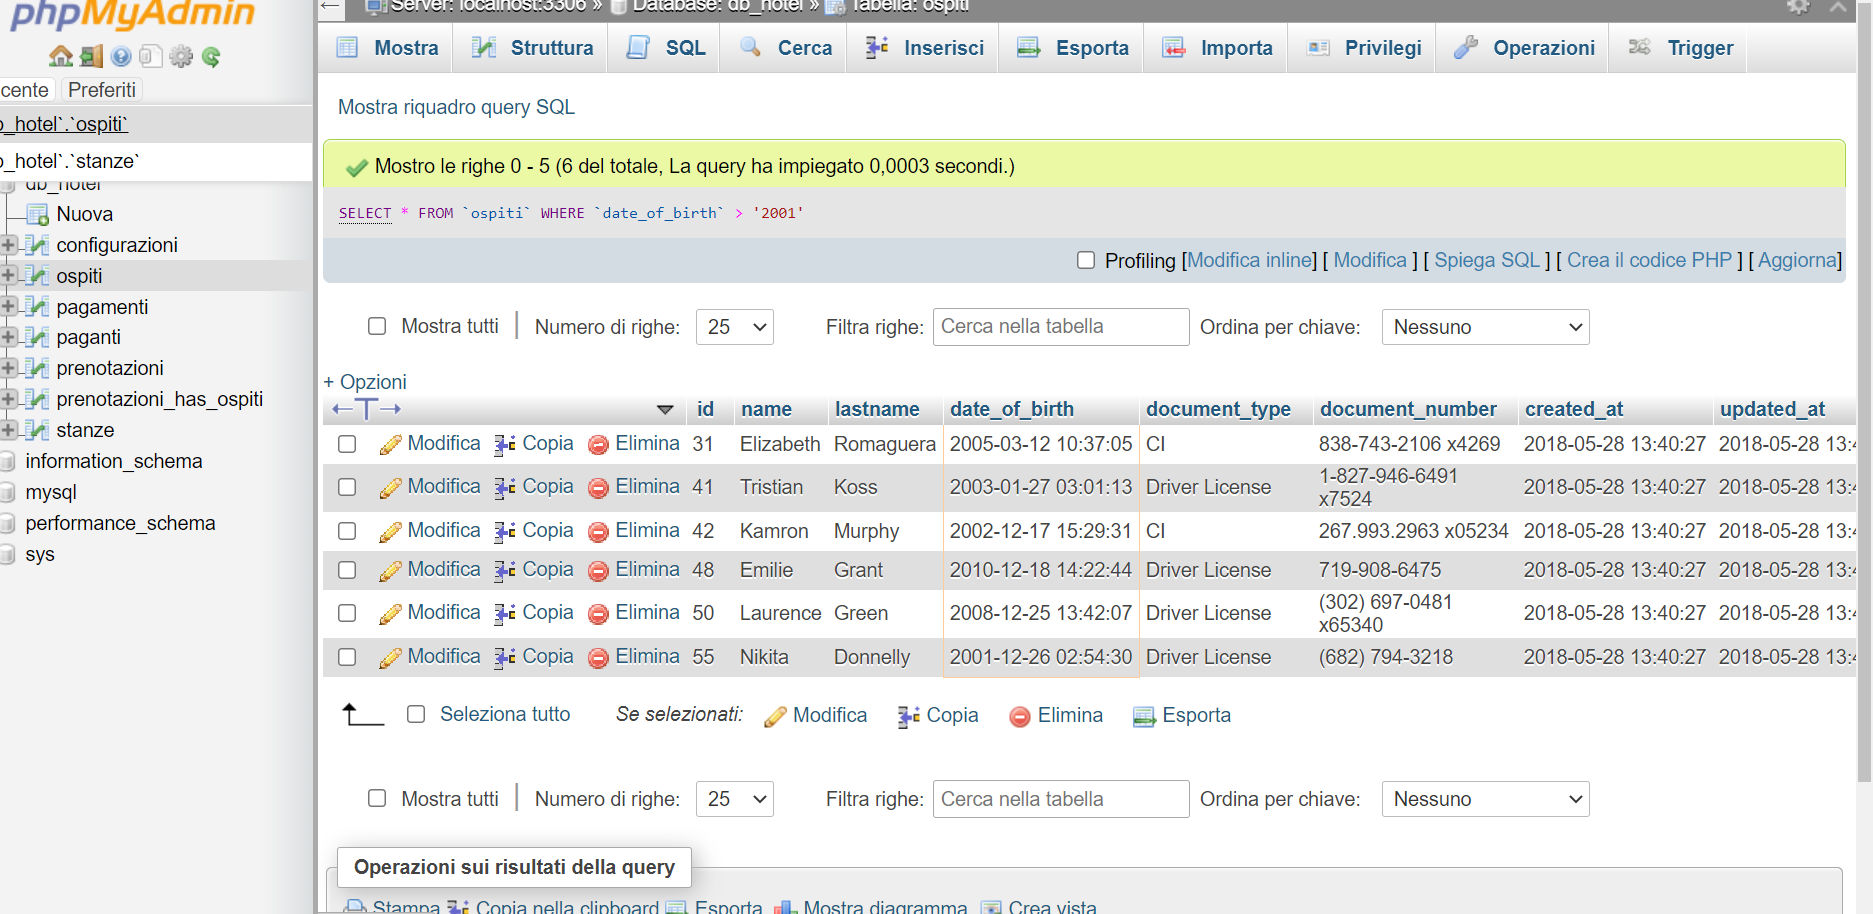 phpMyAdmin
cente Preferiti
_hotel`.`ospiti`
_hotel`.`stanze`
db_hotel
Nuova
configurazioni
ospiti
pagamenti
paganti
prenotazioni
prenotazioni_has_ospiti
stanze
information_schema
mysql
performance_schema
sys
Server: localhost:3306 » Database: db_hotel » Tabella: ospiti
Mostra Struttura SQL Cerca Inserisci Esporta Importa Privilegi Operazioni Trigger
Mostra riquadro query SQL
Mostro le righe 0 - 5 (6 del totale, La query ha impiegato 0,0003 secondi.)
SELECT * FROM `ospiti` WHERE `date_of_birth` > '2001'
Profiling [Modifica inline] [ Modifica ] [ Spiega SQL ] [ Crea il codice PHP ] [ Aggiorna]
Mostra tutti | Numero di righe: 25 Filtra righe: Cerca nella tabella Ordina per chiave: Nessuno
+ Opzioni
←T→ id name lastname date_of_birth document_type document_number created_at updated_at
Modifica Copia Elimina 31 Elizabeth Romaguera 2005-03-12 10:37:05 CI 838-743-2106 x4269 2018-05-28 13:40:27 2018-05-28 13:4
Modifica Copia Elimina 41 Tristian Koss 2003-01-27 03:01:13 Driver License 1-827-946-6491 x7524 2018-05-28 13:40:27 2018-05-28 13:4
Modifica Copia Elimina 42 Kamron Murphy 2002-12-17 15:29:31 CI 267.993.2963 x05234 2018-05-28 13:40:27 2018-05-28 13:4
Modifica Copia Elimina 48 Emilie Grant 2010-12-18 14:22:44 Driver License 719-908-6475 2018-05-28 13:40:27 2018-05-28 13:4
Modifica Copia Elimina 50 Laurence Green 2008-12-25 13:42:07 Driver License (302) 697-0481 x65340 2018-05-28 13:40:27 2018-05-28 13:4
Modifica Copia Elimina 55 Nikita Donnelly 2001-12-26 02:54:30 Driver License (682) 794-3218 2018-05-28 13:40:27 2018-05-28 13:4
Seleziona tutto Se selezionati: Modifica Copia Elimina Esporta
Mostra tutti | Numero di righe: 25 Filtra righe: Cerca nella tabella Ordina per chiave: Nessuno
Operazioni sui risultati della query
Stampa Copia nella clipboard Esporta Mostra diagramma Crea vista